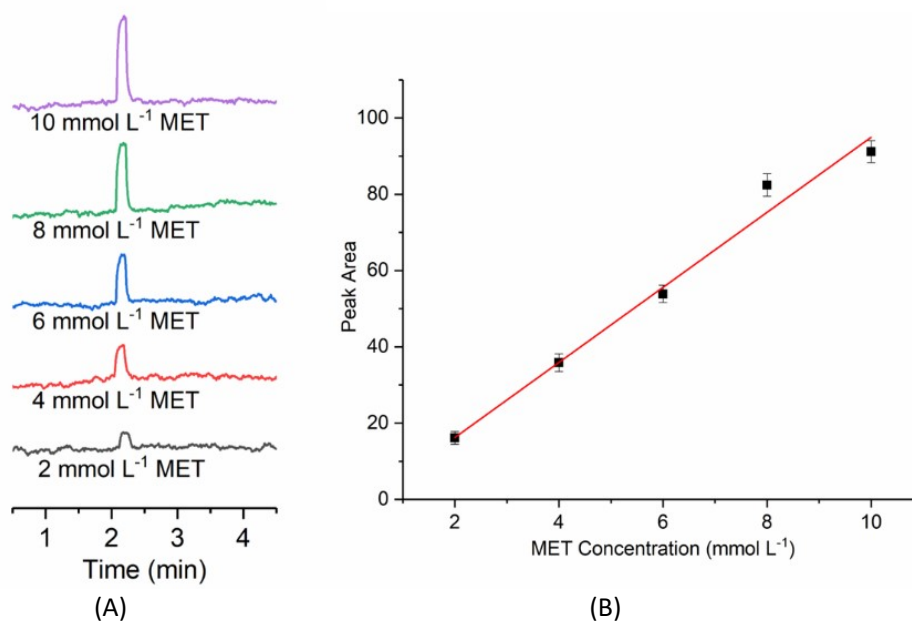 10 mmol L⁻¹ MET
8 mmol L⁻¹ MET
6 mmol L⁻¹ MET
4 mmol L⁻¹ MET
2 mmol L⁻¹ MET
1 2 3 4
Time (min)
(A)
100
80
60
40
20
0
Peak Area
2 4 6 8 10
MET Concentration (mmol L⁻¹)
(B)